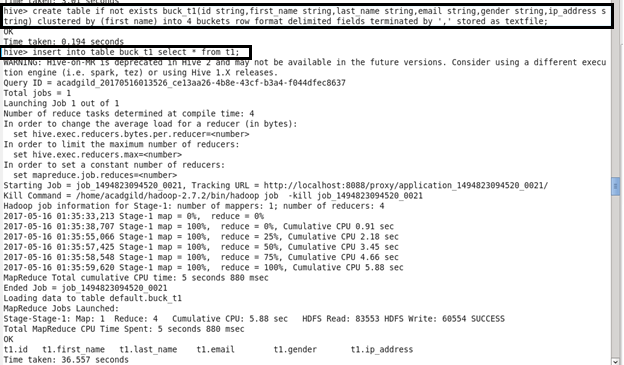 hive> create table if not exists buck_t1(id string,first_name string,last_name string,email string,gender string,ip_address s
tring) clustered by (first name) into 4 buckets row format delimited fields terminated by ',' stored as textfile;
OK
Time taken: 0.194 seconds
hive> insert into table buck t1 select * from t1;
WARNING: Hive-on-MR is deprecated in Hive 2 and may not be available in the future versions. Consider using a different execu
tion engine (i.e. spark, tez) or using Hive 1.X releases.
Query ID = acadgild_20170516013526_ce13aa26-4b8e-43cf-b3a4-f044dfec8637
Total jobs = 1
Launching Job 1 out of 1
Number of reduce tasks determined at compile time: 4
In order to change the average load for a reducer (in bytes):
  set hive.exec.reducers.bytes.per.reducer=<number>
In order to limit the maximum number of reducers:
  set hive.exec.reducers.max=<number>
In order to set a constant number of reducers:
  set mapreduce.job.reduces=<number>
Starting Job = job_1494823094520_0021, Tracking URL = http://localhost:8088/proxy/application_1494823094520_0021/
Kill Command = /home/acadgild/hadoop-2.7.2/bin/hadoop job  -kill job_1494823094520_0021
Hadoop job information for Stage-1: number of mappers: 1; number of reducers: 4
2017-05-16 01:35:33,213 Stage-1 map = 0%,  reduce = 0%
2017-05-16 01:35:38,707 Stage-1 map = 100%,  reduce = 0%, Cumulative CPU 0.91 sec
2017-05-16 01:35:55,066 Stage-1 map = 100%,  reduce = 25%, Cumulative CPU 2.18 sec
2017-05-16 01:35:57,425 Stage-1 map = 100%,  reduce = 50%, Cumulative CPU 3.45 sec
2017-05-16 01:35:58,548 Stage-1 map = 100%,  reduce = 75%, Cumulative CPU 4.66 sec
2017-05-16 01:35:59,620 Stage-1 map = 100%,  reduce = 100%, Cumulative CPU 5.88 sec
MapReduce Total cumulative CPU time: 5 seconds 880 msec
Ended Job = job_1494823094520_0021
Loading data to table default.buck_t1
MapReduce Jobs Launched:
Stage-Stage-1: Map: 1  Reduce: 4   Cumulative CPU: 5.88 sec   HDFS Read: 83553 HDFS Write: 60554 SUCCESS
Total MapReduce CPU Time Spent: 5 seconds 880 msec
OK
t1.id   t1.first_name   t1.last_name    t1.email        t1.gender       t1.ip_address
Time taken: 36.557 seconds